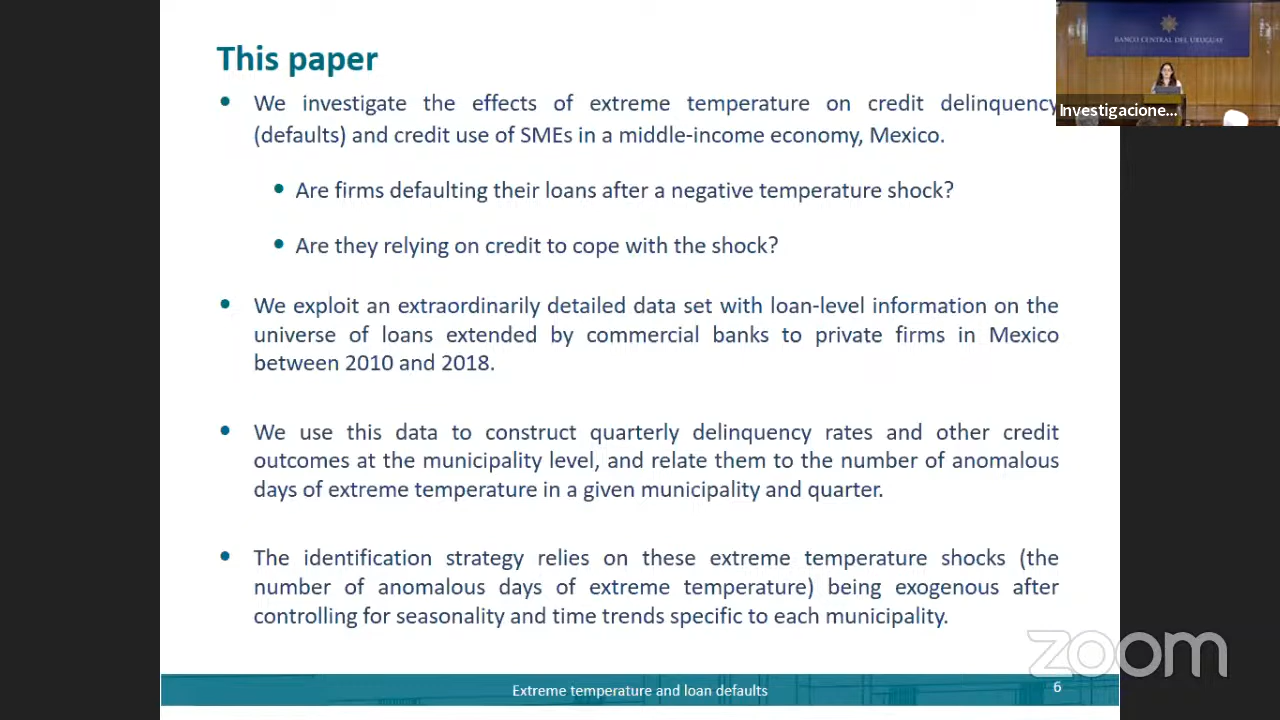 This paper
BANCO CENTRAL DEL URUGUAY
• We investigate the effects of extreme temperature on credit delinquency
Investigacione...
(defaults) and credit use of SMEs in a middle-income economy, Mexico.
• Are firms defaulting their loans after a negative temperature shock?
• Are they relying on credit to cope with the shock?
• We exploit an extraordinarily detailed data set with loan-level information on the
universe of loans extended by commercial banks to private firms in Mexico
between 2010 and 2018.
• We use this data to construct quarterly delinquency rates and other credit
outcomes at the municipality level, and relate them to the number of anomalous
days of extreme temperature in a given municipality and quarter.
• The identification strategy relies on these extreme temperature shocks (the
number of anomalous days of extreme temperature) being exogenous after
controlling for seasonality and time trends specific to each municipality.
zoom
Extreme temperature and loan defaults
6